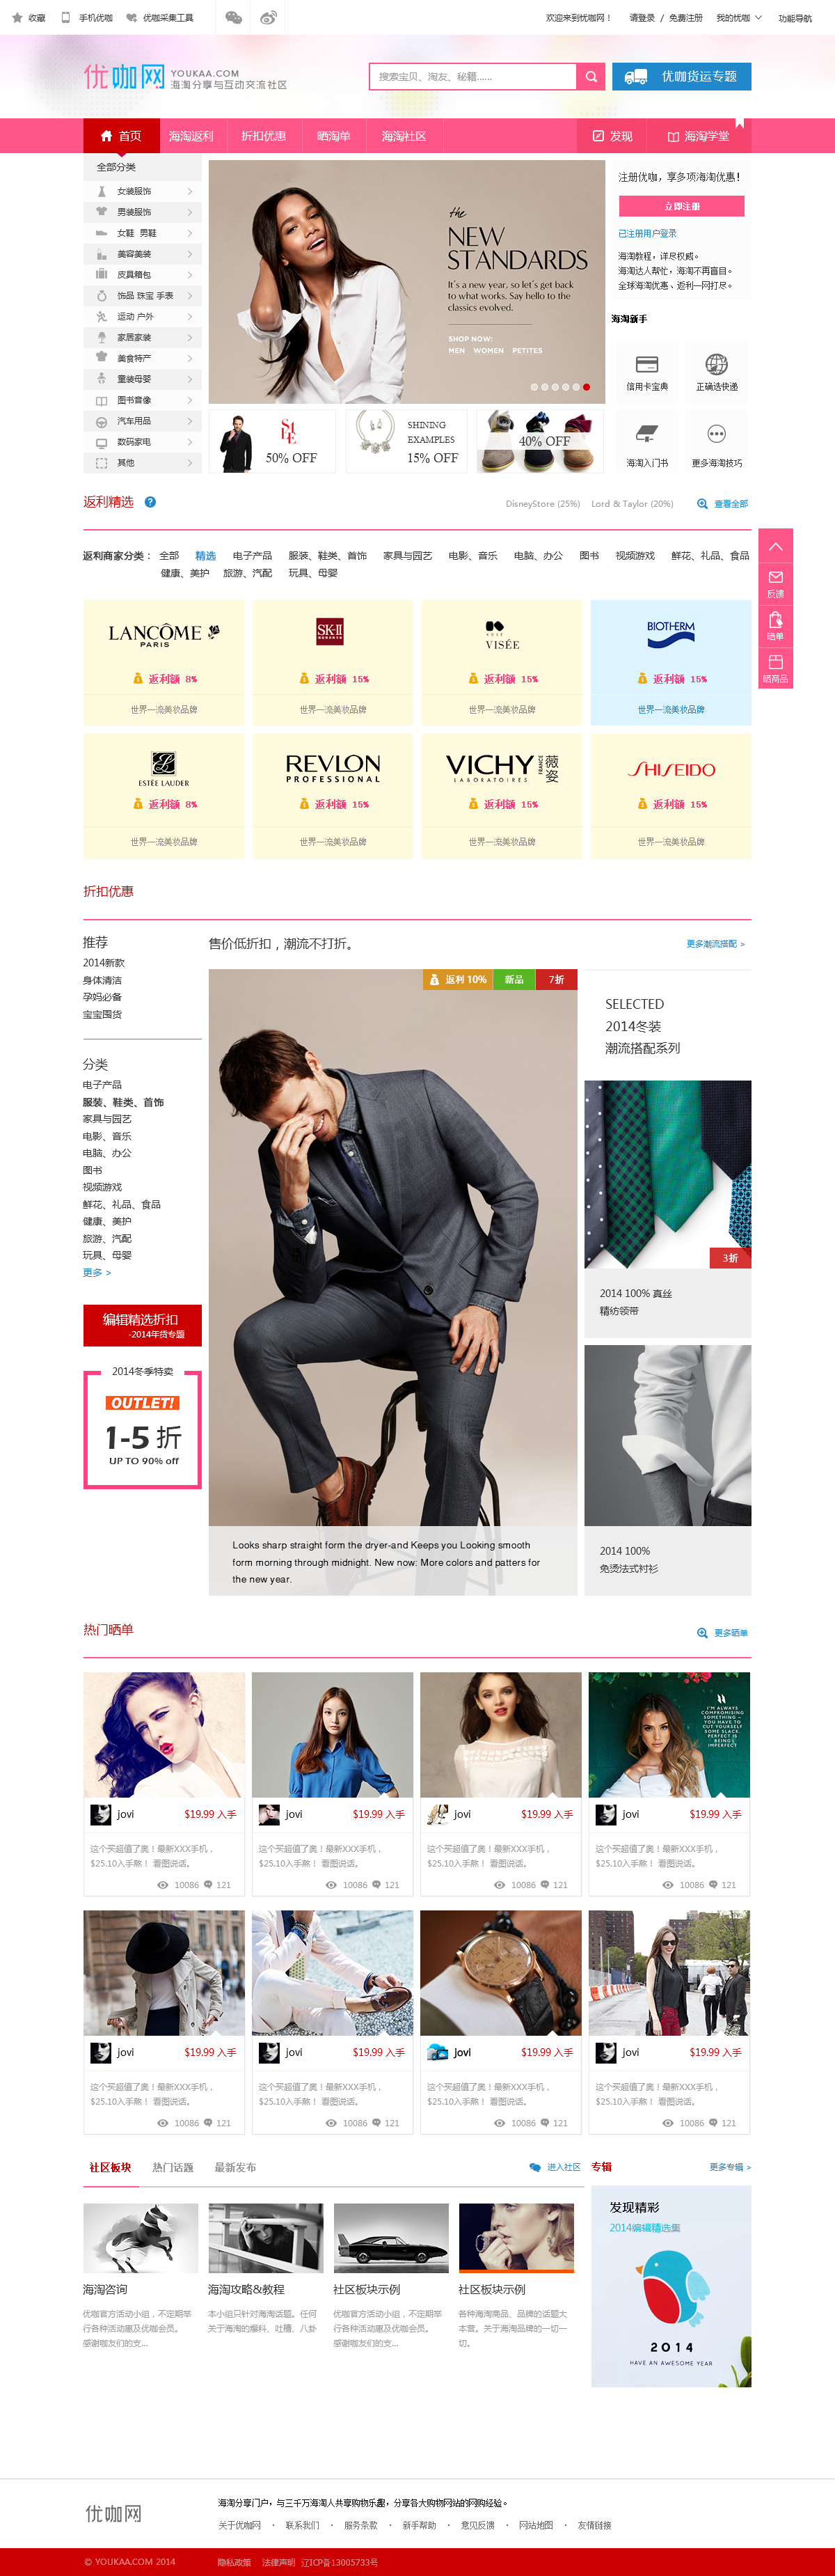 收藏 手机优咖 优咖采集工具 欢迎来到优咖网！ 请登录 / 免费注册 我的优咖 功能导航
优咖网 YOUKAA.COM
海淘分享与互动交流社区
搜索宝贝、淘友、秘籍......
优咖货运专题
首页 海淘返利 折扣优惠 晒淘单 海淘社区 发现 海淘学堂
全部分类
女装服饰
男装服饰
女鞋 男鞋
美容美装
皮具箱包
饰品 珠宝 手表
运动 户外
家居家装
美食特产
童装母婴
图书音像
汽车用品
数码家电
其他
the
NEW
STANDARDS
It's a new year, so let's get back
to what works. Say hello to the
classics evolved.
SHOP NOW:
MEN WOMEN PETITES
注册优咖，享多项海淘优惠！
立即注册
已注册用户登录
海淘教程，详尽权威。
海淘达人帮忙，海淘不再盲目。
全球海淘优惠、返利一网打尽。
海淘新手
信用卡宝典 正确选快递
海淘入门书 更多海淘技巧
SALE
50% OFF
SHINING
EXAMPLES
15% OFF
40% OFF
返利精选 ?
DisneyStore (25%) Lord & Taylor (20%) 查看全部
返利商家分类： 全部 精选 电子产品 服装、鞋类、首饰 家具与园艺 电影、音乐 电脑、办公 图书 视频游戏 鲜花、礼品、食品
健康、美护 旅游、汽配 玩具、母婴
反馈
晒单
晒商品
LANCÔME
PARIS
返利额 8%
世界一流美妆品牌
SK-II
返利额 15%
世界一流美妆品牌
VISÉE
返利额 15%
世界一流美妆品牌
BIOTHERM
返利额 15%
世界一流美妆品牌
ESTĒE LAUDER
返利额 8%
世界一流美妆品牌
REVLON
PROFESSIONAL
返利额 15%
世界一流美妆品牌
VICHY
LABORATOIRES
FRANCE
薇姿
返利额 15%
世界一流美妆品牌
SHISEIDO
返利额 15%
世界一流美妆品牌
折扣优惠
推荐
2014新款
身体清洁
孕妈必备
宝宝囤货
分类
电子产品
服装、鞋类、首饰
家具与园艺
电影、音乐
电脑、办公
图书
视频游戏
鲜花、礼品、食品
健康、美护
旅游、汽配
玩具、母婴
更多 >
编辑精选折扣
-2014年货专题
2014冬季特卖
OUTLET!
1-5 折
UP TO 90% off
售价低折扣，潮流不打折。
更多潮流搭配 >
返利 10% 新品 7折
Looks sharp straight form the dryer-and Keeps you Looking smooth
form morning through midnight. New now: More colors and patters for
the new year.
SELECTED
2014冬装
潮流搭配系列
3折
2014 100% 真丝
精纺领带
2014 100%
免烫法式衬衫
热门晒单
更多晒单
I'M ALWAYS
COMPROMISING
SOMETHING —
YOU HAVE TO
CUT YOURSELF
SOME SLACK.
PERFECT IS
BEING
IMPERFECT
jovi $19.99 入手
这个买超值了奥！最新XXX手机，
$25.10入手熬！ 看图说话。
10086 121
jovi $19.99 入手
这个买超值了奥！最新XXX手机，
$25.10入手熬！ 看图说话。
10086 121
jovi $19.99 入手
这个买超值了奥！最新XXX手机，
$25.10入手熬！ 看图说话。
10086 121
jovi $19.99 入手
这个买超值了奥！最新XXX手机，
$25.10入手熬！ 看图说话。
10086 121
jovi $19.99 入手
这个买超值了奥！最新XXX手机，
$25.10入手熬！ 看图说话。
10086 121
jovi $19.99 入手
这个买超值了奥！最新XXX手机，
$25.10入手熬！ 看图说话。
10086 121
Jovi $19.99 入手
这个买超值了奥！最新XXX手机，
$25.10入手熬！ 看图说话。
10086 121
jovi $19.99 入手
这个买超值了奥！最新XXX手机，
$25.10入手熬！ 看图说话。
10086 121
社区板块 热门话题 最新发布 进入社区
海淘咨询
优咖官方活动小组，不定期举
行各种活动惠及优咖会员。
感谢咖友们的支...
海淘攻略&教程
本小组只针对海淘话题。任何
关于海淘的爆料、吐槽、八卦
社区板块示例
优咖官方活动小组，不定期举
行各种活动惠及优咖会员。
感谢咖友们的支...
社区板块示例
各种海淘商品、品牌的话题大
本营。关于海淘品牌的一切一
切。
专辑 更多专辑 >
发现精彩
2014编辑精选集
2014
HAVE AN AWESOME YEAR
优咖网
海淘分享门户，与三千万海淘人共享购物乐趣，分享各大购物网站的网购经验。
关于优咖网 · 联系我们 · 服务条款 · 新手帮助 · 意见反馈 · 网站地图 · 友情链接
© YOUKAA.COM 2014 隐私政策 法律声明 辽ICP备13005733号